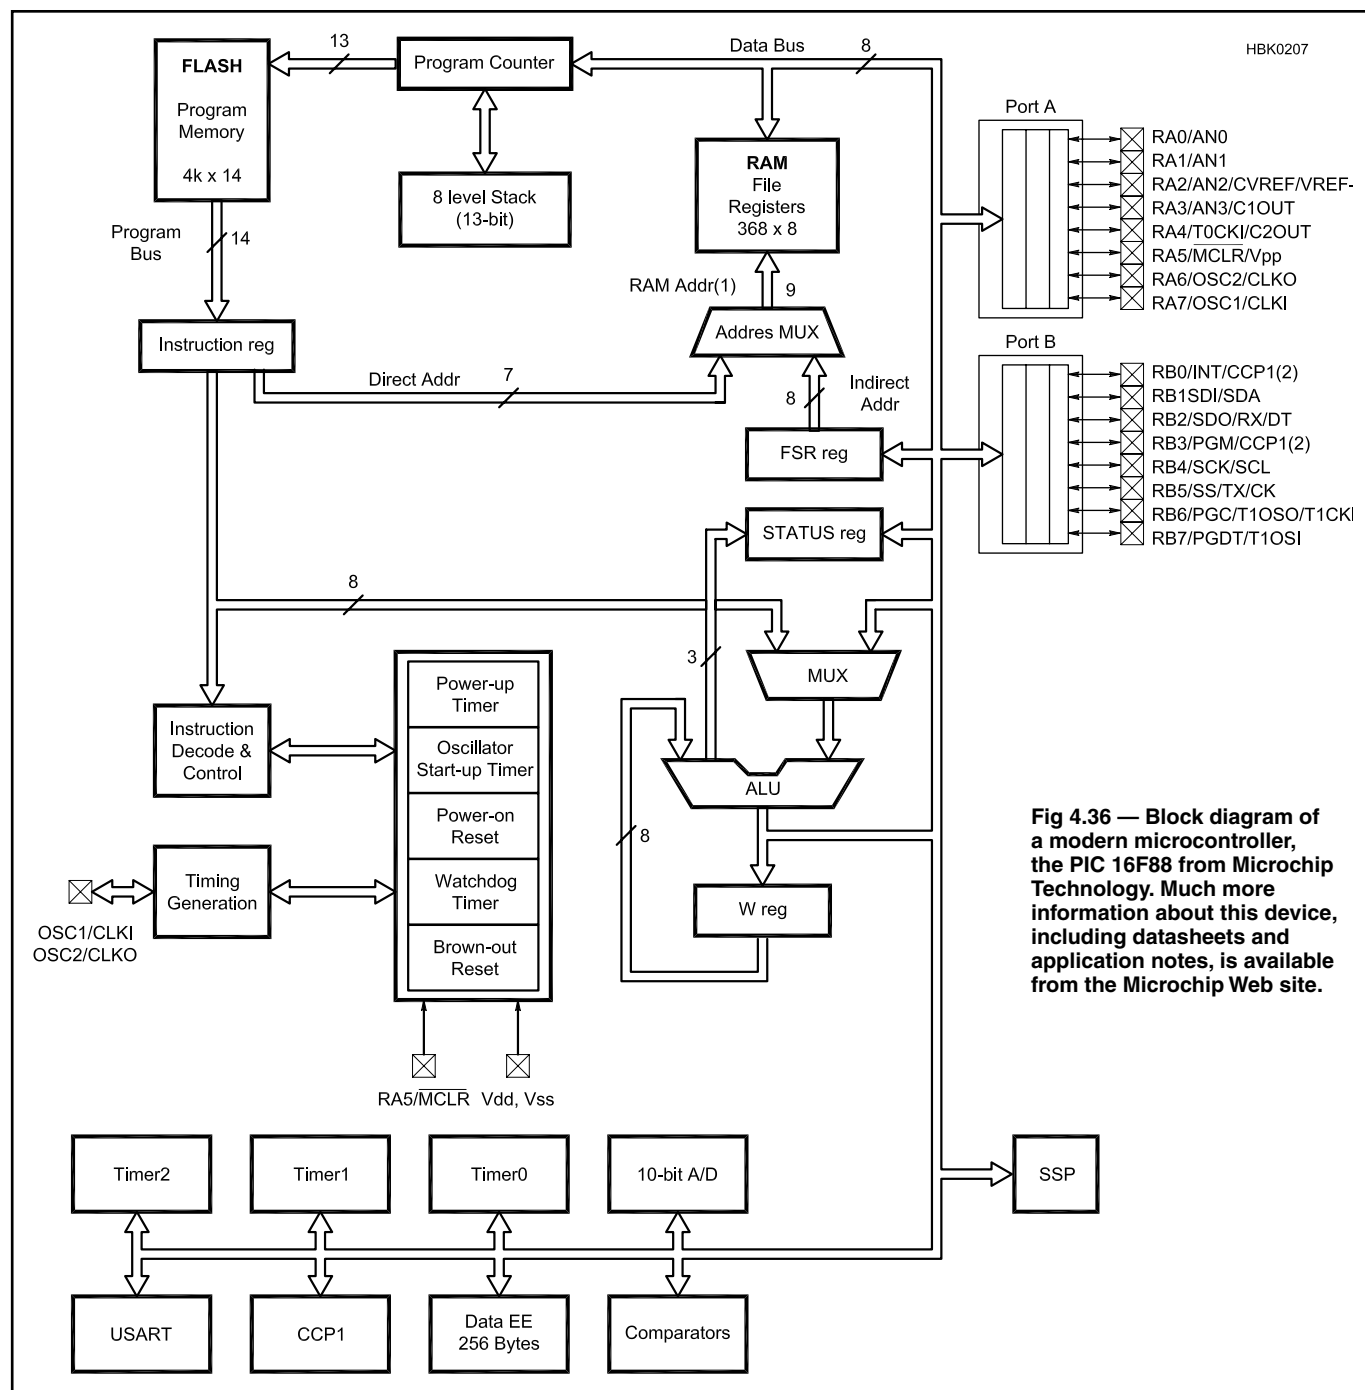 HBK0207
13
Data Bus
8
FLASH
Program
Memory
4k x 14
Program Counter
8 level Stack
(13-bit)
RAM
File
Registers
368 x 8
Program
Bus
14
RAM Addr(1)
9
Addres MUX
Instruction reg
Direct Addr
7
8
Indirect
Addr
FSR reg
STATUS reg
8
3
MUX
ALU
8
W reg
Instruction
Decode &
Control
Timing
Generation
OSC1/CLKI
OSC2/CLKO
Power-up
Timer
Oscillator
Start-up Timer
Power-on
Reset
Watchdog
Timer
Brown-out
Reset
RA5/MCLR
Vdd, Vss
Port A
RA0/AN0
RA1/AN1
RA2/AN2/CVREF/VREF-
RA3/AN3/C1OUT
RA4/T0CKI/C2OUT
RA5/MCLR/Vpp
RA6/OSC2/CLKO
RA7/OSC1/CLKI
Port B
RB0/INT/CCP1(2)
RB1SDI/SDA
RB2/SDO/RX/DT
RB3/PGM/CCP1(2)
RB4/SCK/SCL
RB5/SS/TX/CK
RB6/PGC/T1OSO/T1CKI
RB7/PGDT/T1OSI
Fig 4.36 — Block diagram of
a modern microcontroller,
the PIC 16F88 from Microchip
Technology. Much more
information about this device,
including datasheets and
application notes, is available
from the Microchip Web site.
Timer2
Timer1
Timer0
10-bit A/D
SSP
USART
CCP1
Data EE
256 Bytes
Comparators